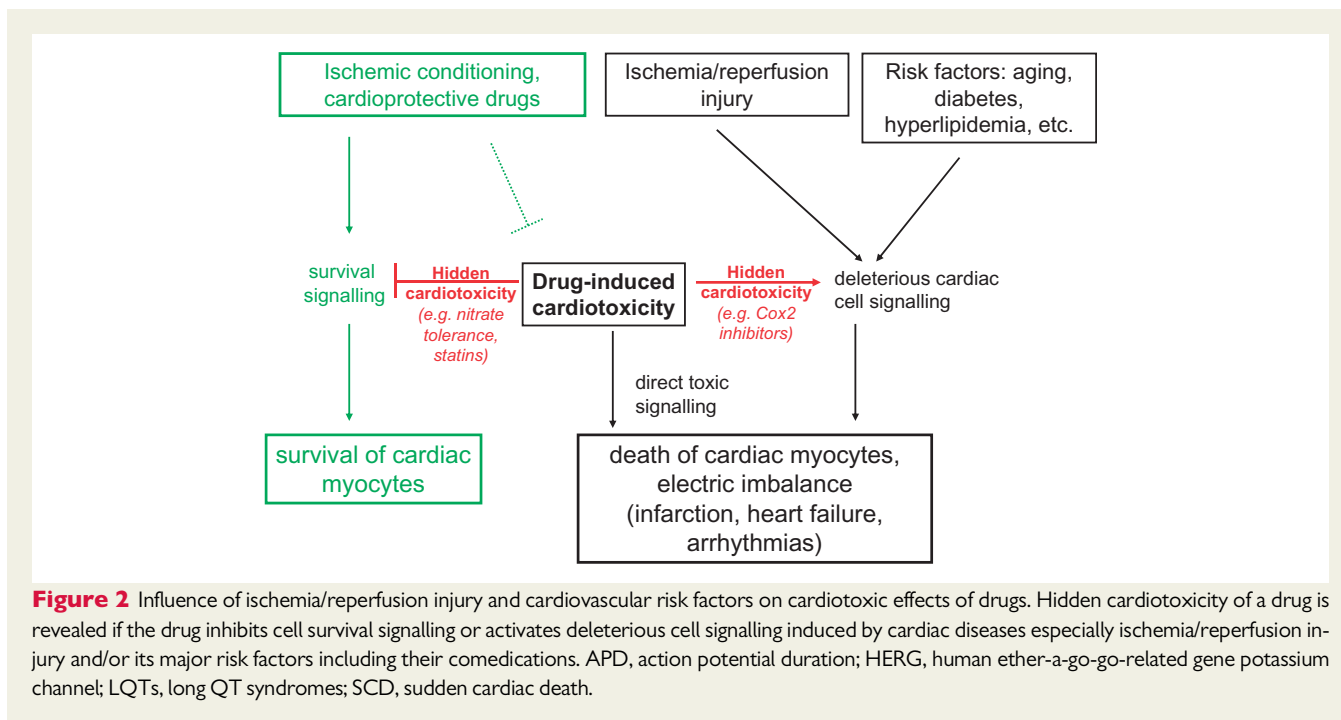 Ischemic conditioning,
cardioprotective drugs
Ischemia/reperfusion
injury
Risk factors: aging,
diabetes,
hyperlipidemia, etc.
survival
signalling
Hidden
cardiotoxicity
(e.g. nitrate
tolerance,
statins)
Drug-induced
cardiotoxicity
Hidden
cardiotoxicity
(e.g. Cox2
inhibitors)
deleterious cardiac
cell signalling
direct toxic
signalling
survival of cardiac
myocytes
death of cardiac myocytes,
electric imbalance
(infarction, heart failure,
arrhythmias)
Figure 2 Influence of ischemia/reperfusion injury and cardiovascular risk factors on cardiotoxic effects of drugs. Hidden cardiotoxicity of a drug is
revealed if the drug inhibits cell survival signalling or activates deleterious cell signalling induced by cardiac diseases especially ischemia/reperfusion in-
jury and/or its major risk factors including their comedications. APD, action potential duration; HERG, human ether-a-go-go-related gene potassium
channel; LQTs, long QT syndromes; SCD, sudden cardiac death.